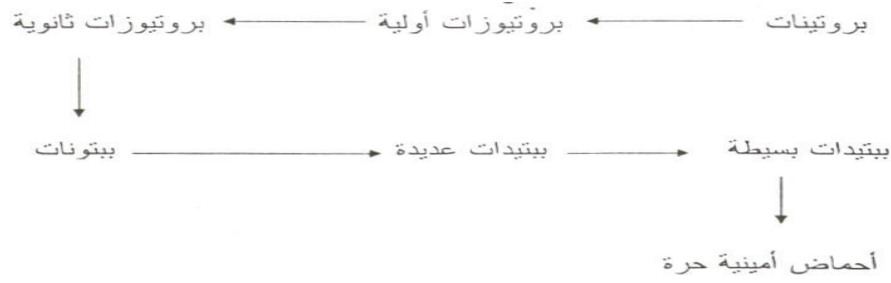 بروتينات بروتيوزات أولية بروتيوزات ثانوية
ببتيدات بسيطة ببتيدات عديدة ببتونات
أحماض أمينية حرة